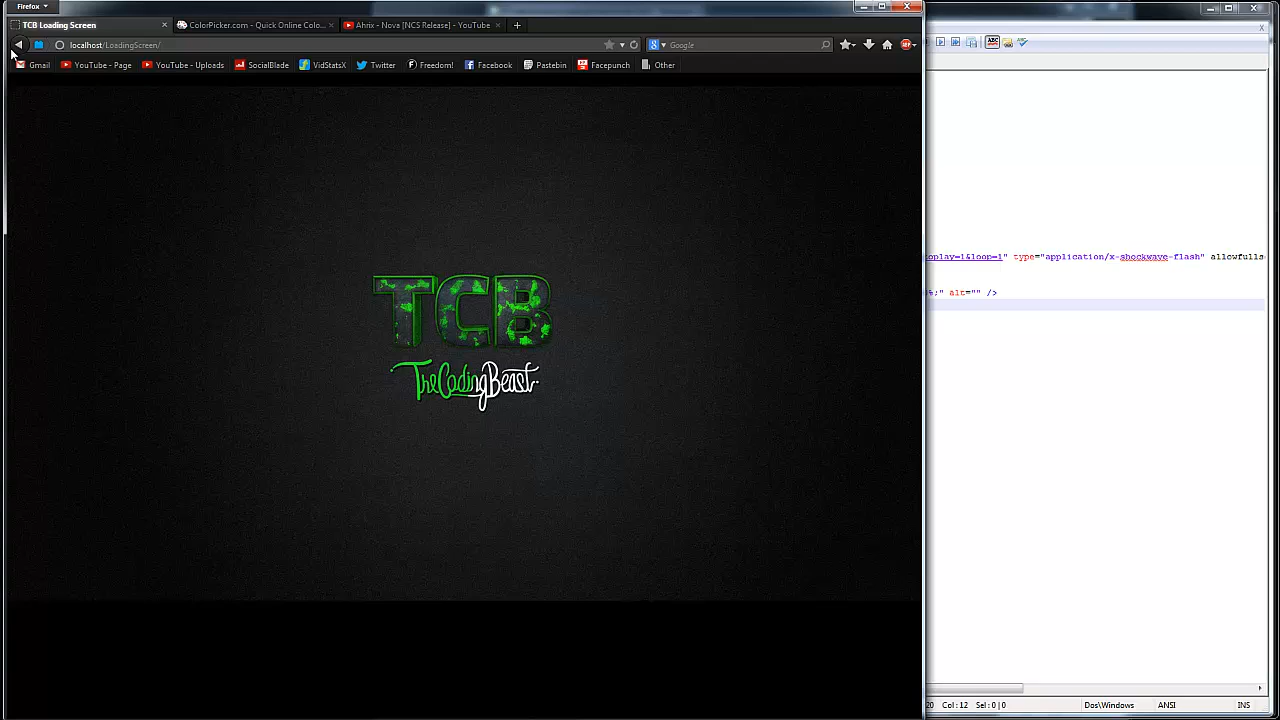 Firefox
TCB Loading Screen
ColorPicker.com - Quick Online Colo...
Ahrix - Nova [NCS Release] - YouTube
localhost/LoadingScreen/
Google
Gmail
YouTube - Page
YouTube - Uploads
SocialBlade
VidStatsX
Twitter
Freedom!
Facebook
Pastebin
Facepunch
Other
TCB
TheCodingBeast
oplay=1&loop=1" type="application/x-shockwave-flash" allowfulls
%;" alt="" />
20 Col : 12 Sel : 0 | 0
Dos\Windows
ANSI
INS